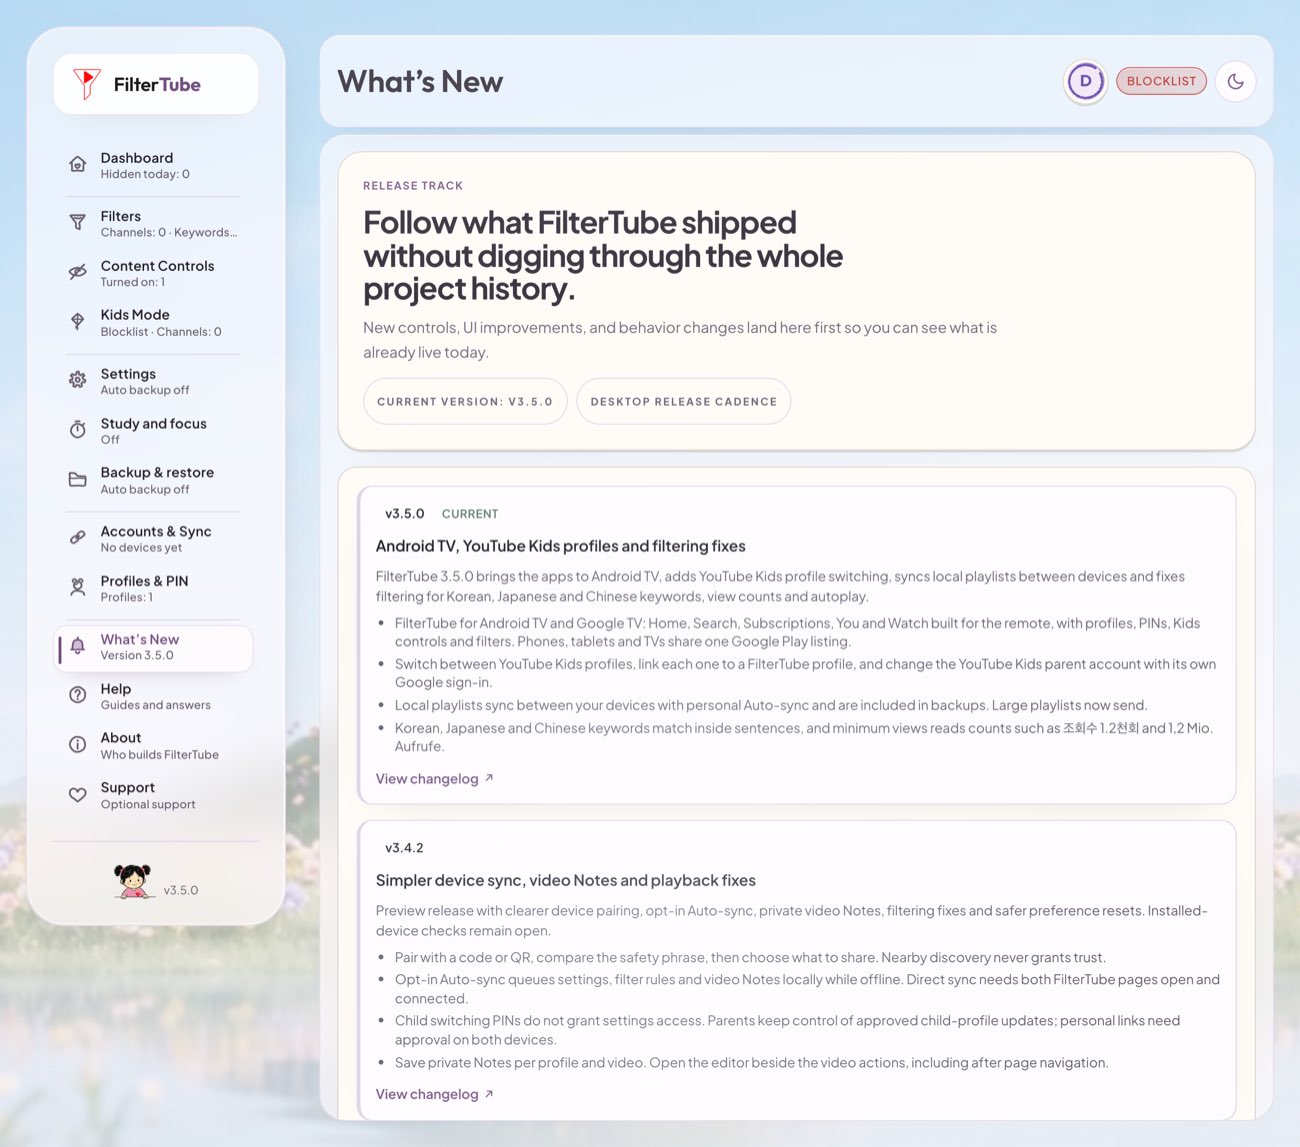 FilterTube
Dashboard
Hidden today: 0
Filters
Channels: 0 · Keywords…
Content Controls
Turned on: 1
Kids Mode
Blocklist · Channels: 0
Settings
Auto backup off
Study and focus
Off
Backup & restore
Auto backup off
Accounts & Sync
No devices yet
Profiles & PIN
Profiles: 1
What's New
Version 3.5.0
Help
Guides and answers
About
Who builds FilterTube
Support
Optional support
v3.5.0
What's New
D
BLOCKLIST
RELEASE TRACK
Follow what FilterTube shipped
without digging through the whole
project history.
New controls, UI improvements, and behavior changes land here first so you can see what is
already live today.
CURRENT VERSION: V3.5.0
DESKTOP RELEASE CADENCE
v3.5.0 CURRENT
Android TV, YouTube Kids profiles and filtering fixes
FilterTube 3.5.0 brings the apps to Android TV, adds YouTube Kids profile switching, syncs local playlists between devices and fixes
filtering for Korean, Japanese and Chinese keywords, view counts and autoplay.
• FilterTube for Android TV and Google TV: Home, Search, Subscriptions, You and Watch built for the remote, with profiles, PINs, Kids
controls and filters. Phones, tablets and TVs share one Google Play listing.
• Switch between YouTube Kids profiles, link each one to a FilterTube profile, and change the YouTube Kids parent account with its own
Google sign-in.
• Local playlists sync between your devices with personal Auto-sync and are included in backups. Large playlists now send.
• Korean, Japanese and Chinese keywords match inside sentences, and minimum views reads counts such as 조회수 1.2천회 and 1,2 Mio.
Aufrufe.
View changelog ↗
v3.4.2
Simpler device sync, video Notes and playback fixes
Preview release with clearer device pairing, opt-in Auto-sync, private video Notes, filtering fixes and safer preference resets. Installed-
device checks remain open.
• Pair with a code or QR, compare the safety phrase, then choose what to share. Nearby discovery never grants trust.
• Opt-in Auto-sync queues settings, filter rules and video Notes locally while offline. Direct sync needs both FilterTube pages open and
connected.
• Child switching PINs do not grant settings access. Parents keep control of approved child-profile updates; personal links need
approval on both devices.
• Save private Notes per profile and video. Open the editor beside the video actions, including after page navigation.
View changelog ↗